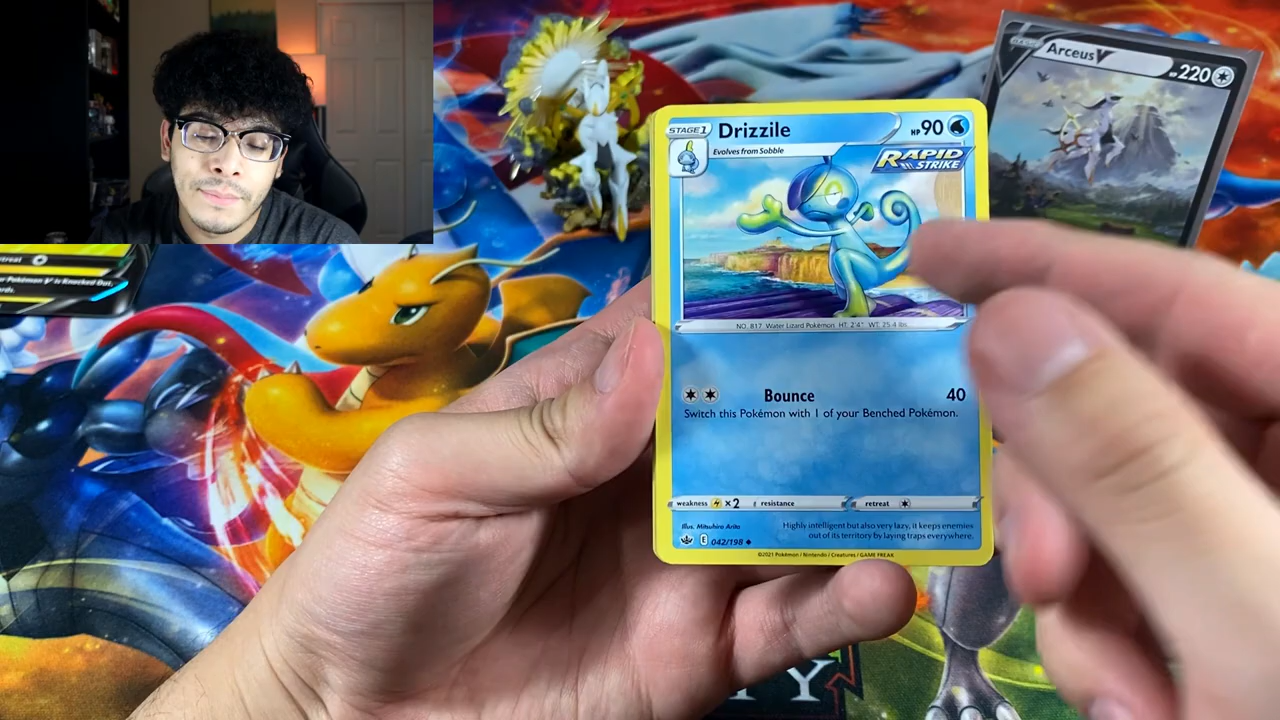 STAGE 1 Drizzile HP 90
Evolves from Sobble
RAPID
STRIKE
NO. 817 Water Lizard Pokémon HT: 2'4" WT: 25.4 lbs.
Bounce 40
Switch this Pokémon with 1 of your Benched Pokémon.
weakness ×2 resistance retreat
Illus. Mitsuhiro Arita
Highly intelligent but also very lazy, it keeps enemies
out of its territory by laying traps everywhere.
E 042/198
©2021 Pokémon / Nintendo / Creatures / GAME FREAK
Arceus V HP 220
retreat
Pokémon V is Knocked Out,
TY